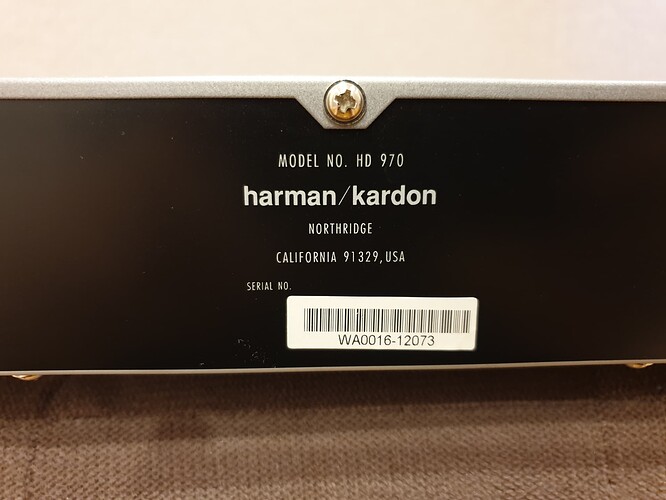 MODEL NO. HD 970
harman/kardon
NORTHRIDGE
CALIFORNIA 91329, USA
SERIAL NO.
WA0016-12073